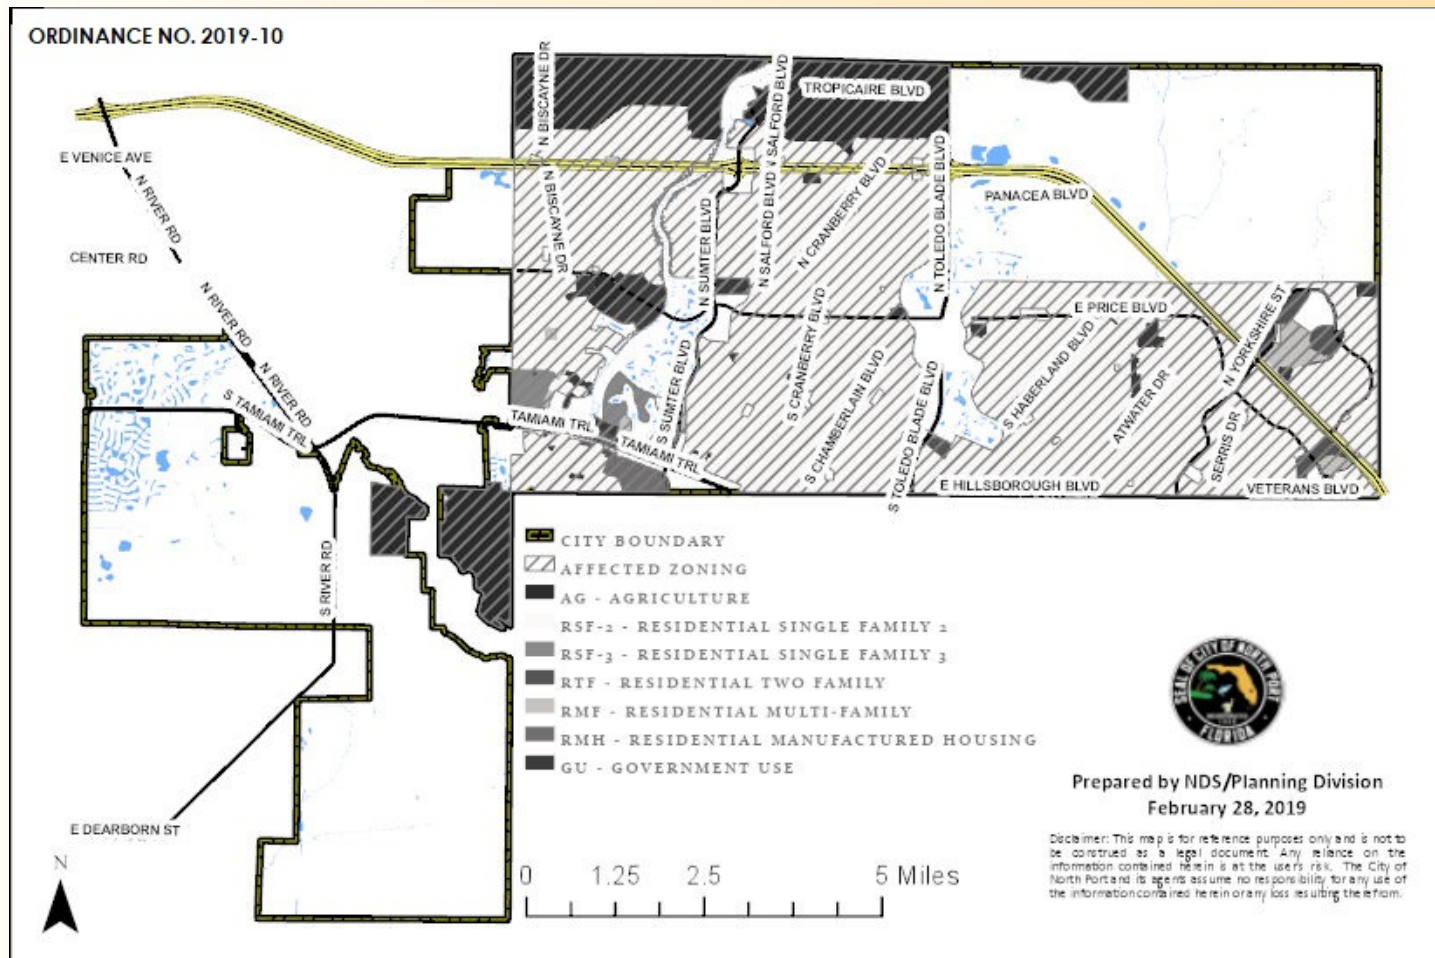 ORDINANCE NO. 2019-10
N BISCAYNE DR
N SALFORD BLVD
TROPICAIRE BLVD
E VENICE AVE
N RIVER RD
N BISCAYNE DR
N SALFORD BLVD
N SUMTER BLVD
N CRANBERRY BLVD
N TOLEDO BLADE BLVD
PANACEA BLVD
CENTER RD
N RIVER RD
N RIVER RD
E PRICE BLVD
N YORKSHIRE ST
S CRANBERRY BLVD
S SUMTER BLVD
S CHAMBERLAIN BLVD
S TOLEDO BLADE BLVD
S HABERLAND BLVD
ATWATER DR
SERRIS DR
S TAMIAMI TRL
TAMIAMI TRL
TAMIAMI TRL
E HILLSBOROUGH BLVD
VETERANS BLVD
S RIVER RD
E DEARBORN ST
CITY BOUNDARY
AFFECTED ZONING
AG - AGRICULTURE
RSF-2 - RESIDENTIAL SINGLE FAMILY 2
RSF-3 - RESIDENTIAL SINGLE FAMILY 3
RTF - RESIDENTIAL TWO FAMILY
RMF - RESIDENTIAL MULTI-FAMILY
RMH - RESIDENTIAL MANUFACTURED HOUSING
GU - GOVERNMENT USE
N
0 1.25 2.5 5 Miles
SEAL OF CITY OF NORTH PORT
FLORIDA
Prepared by NDS/Planning Division
February 28, 2019
Disclaimer: This map is for reference purposes only and is not to
be construed as a legal document. Any reliance on the
information contained herein is at the user's risk. The City of
North Port and its agents assume no responsibility for any use of
the information contained herein or any loss resulting therefrom.